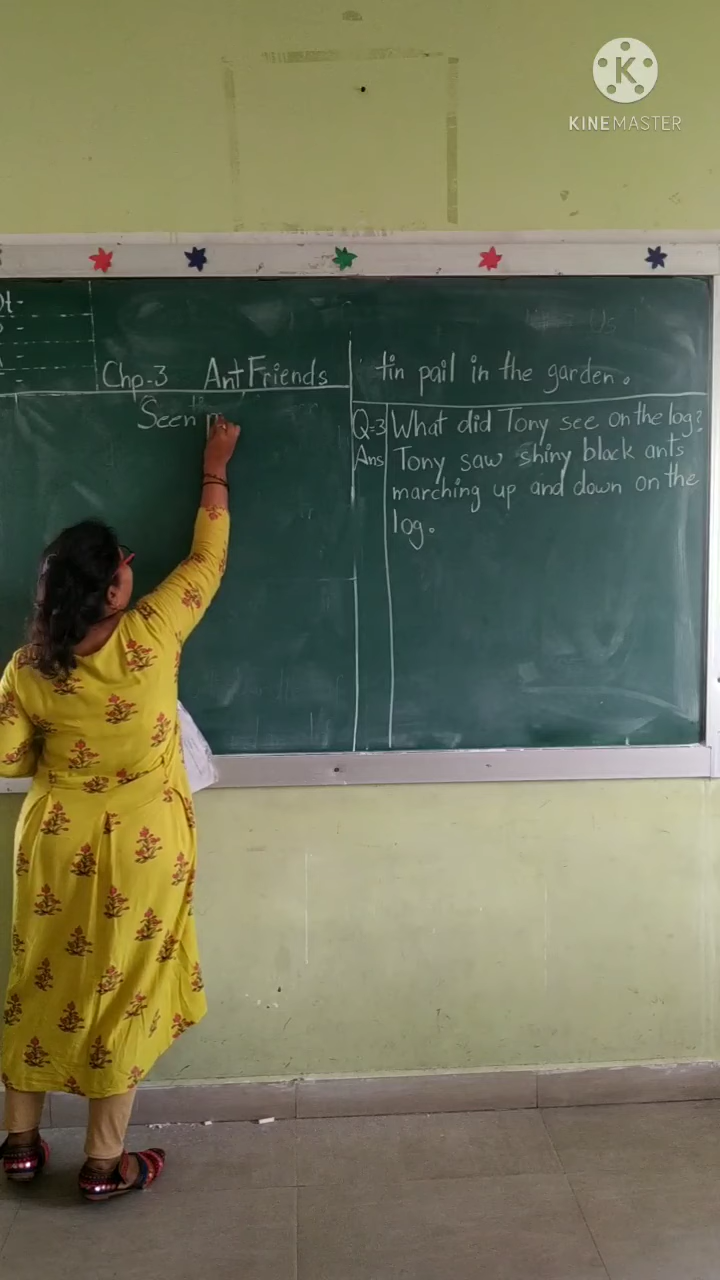 KINEMASTER
Chp-3 Ant Friends
Seen
tin pail in the garden.
Q-3 What did Tony see on the log?
Ans Tony saw shiny black ants
marching up and down on the
log.